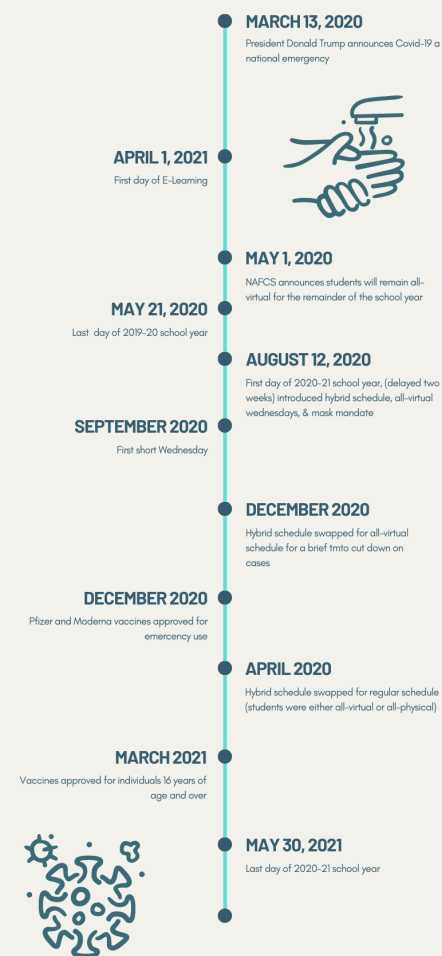 MARCH 13, 2020
President Donald Trump announces Covid-19 a
national emergency
APRIL 1, 2021
First day of E-Learning
MAY 1, 2020
NAFCS announces students will remain all-
virtual for the remainder of the school year
MAY 21, 2020
Last day of 2019-20 school year
AUGUST 12, 2020
First day of 2020-21 school year, (delayed two
weeks) introduced hybrid schedule, all-virtual
wednesdays, & mask mandate
SEPTEMBER 2020
First short Wednesday
DECEMBER 2020
Hybrid schedule swapped for all-virtual
schedule for a brief tmto cut down on
cases
DECEMBER 2020
Pfizer and Moderna vaccines approved for
emercency use
APRIL 2020
Hybrid schedule swapped for regular schedule
(students were either all-virtual or all-physical)
MARCH 2021
Vaccines approved for individuals 16 years of
age and over
MAY 30, 2021
Last day of 2020-21 school year